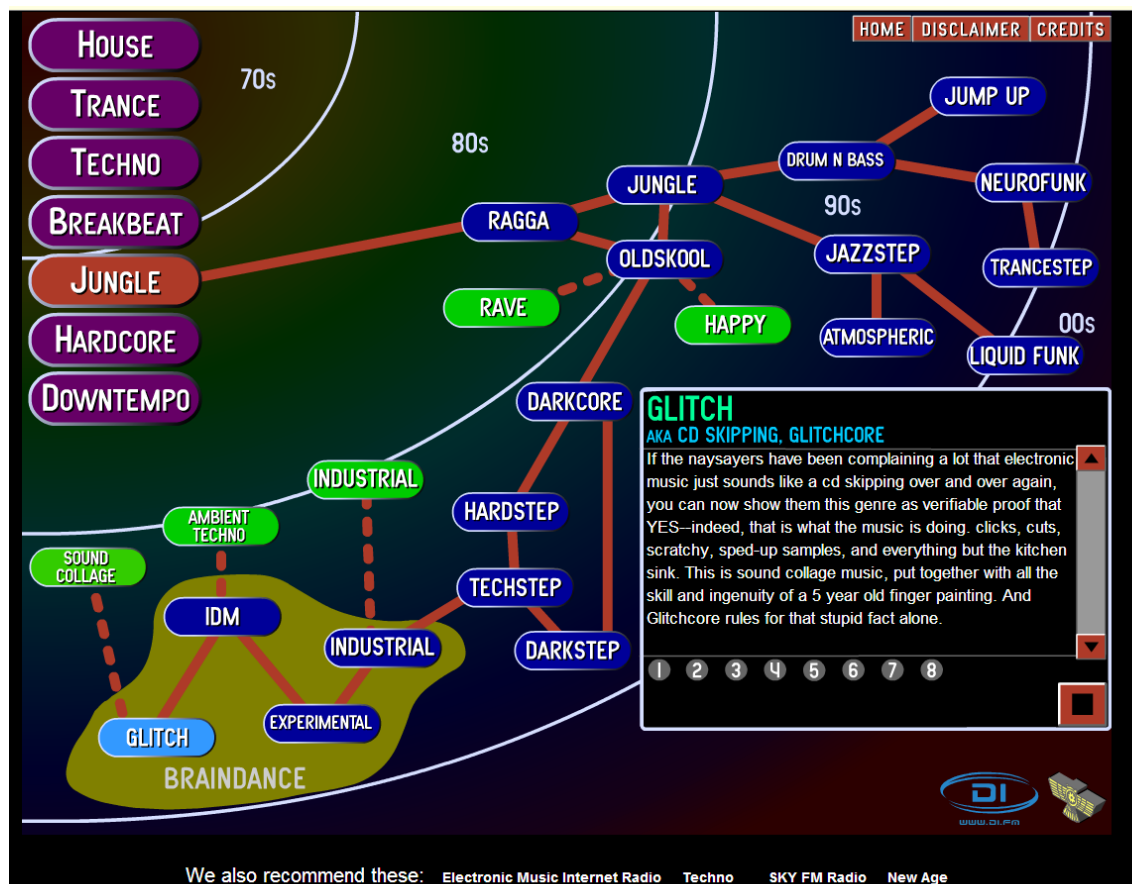 HOUSE
TRANCE
TECHNO
BREAKBEAT
JUNGLE
HARDCORE
DOWNTEMPO
HOME
DISCLAIMER
CREDITS
70s
80s
90s
00s
JUMP UP
DRUM N BASS
NEUROFUNK
JUNGLE
RAGGA
OLDSKOOL
JAZZSTEP
TRANCESTEP
RAVE
HAPPY
ATMOSPHERIC
LIQUID FUNK
DARKCORE
INDUSTRIAL
HARDSTEP
AMBIENT
TECHNO
SOUND
COLLAGE
TECHSTEP
IDM
INDUSTRIAL
DARKSTEP
GLITCH
EXPERIMENTAL
BRAINDANCE
GLITCH
AKA CD SKIPPING, GLITCHCORE
If the naysayers have been complaining a lot that electronic
music just sounds like a cd skipping over and over again,
you can now show them this genre as verifiable proof that
YES—indeed, that is what the music is doing. clicks, cuts,
scratchy, sped-up samples, and everything but the kitchen
sink. This is sound collage music, put together with all the
skill and ingenuity of a 5 year old finger painting. And
Glitchcore rules for that stupid fact alone.
1 2 3 4 5 6 7 8
DI
WWW.DI.FM
We also recommend these: Electronic Music Internet Radio Techno SKY FM Radio New Age